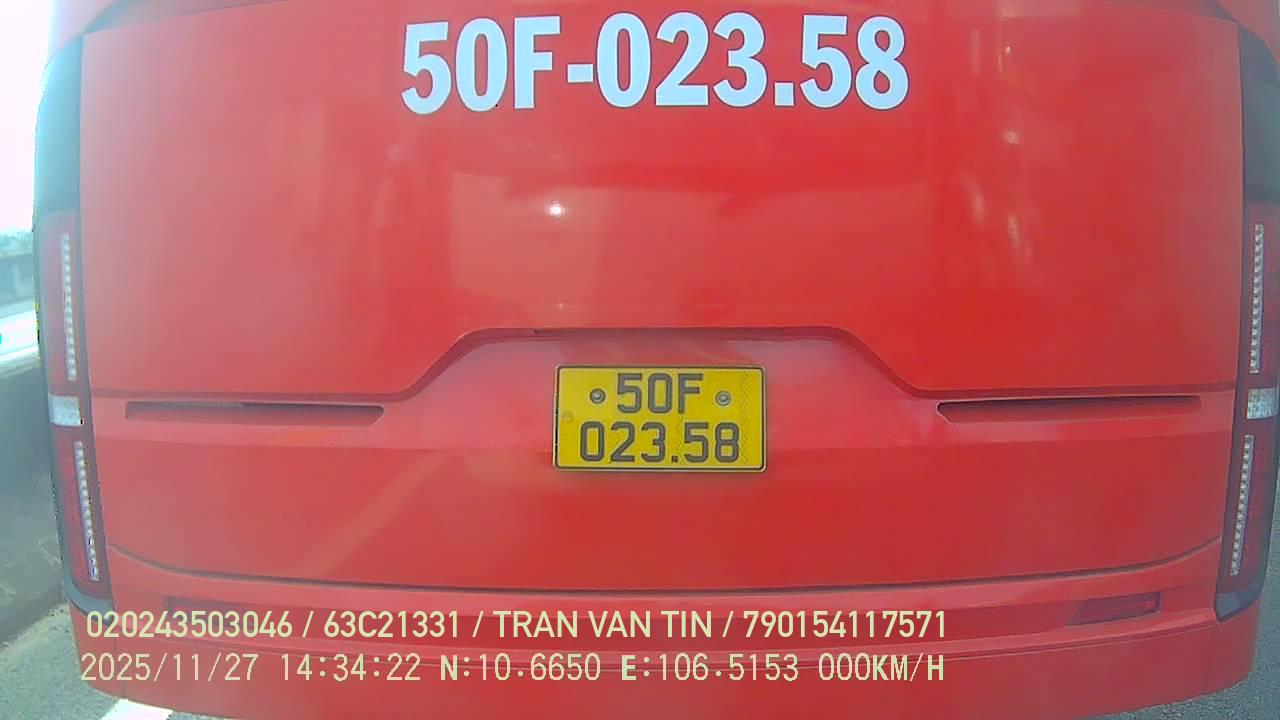 50F-023.58
50F
023.58
020243503046 / 63C21331 / TRAN VAN TIN / 790154117571
2025/11/27 14:34:22 N:10.6650 E:106.5153 000KM/H